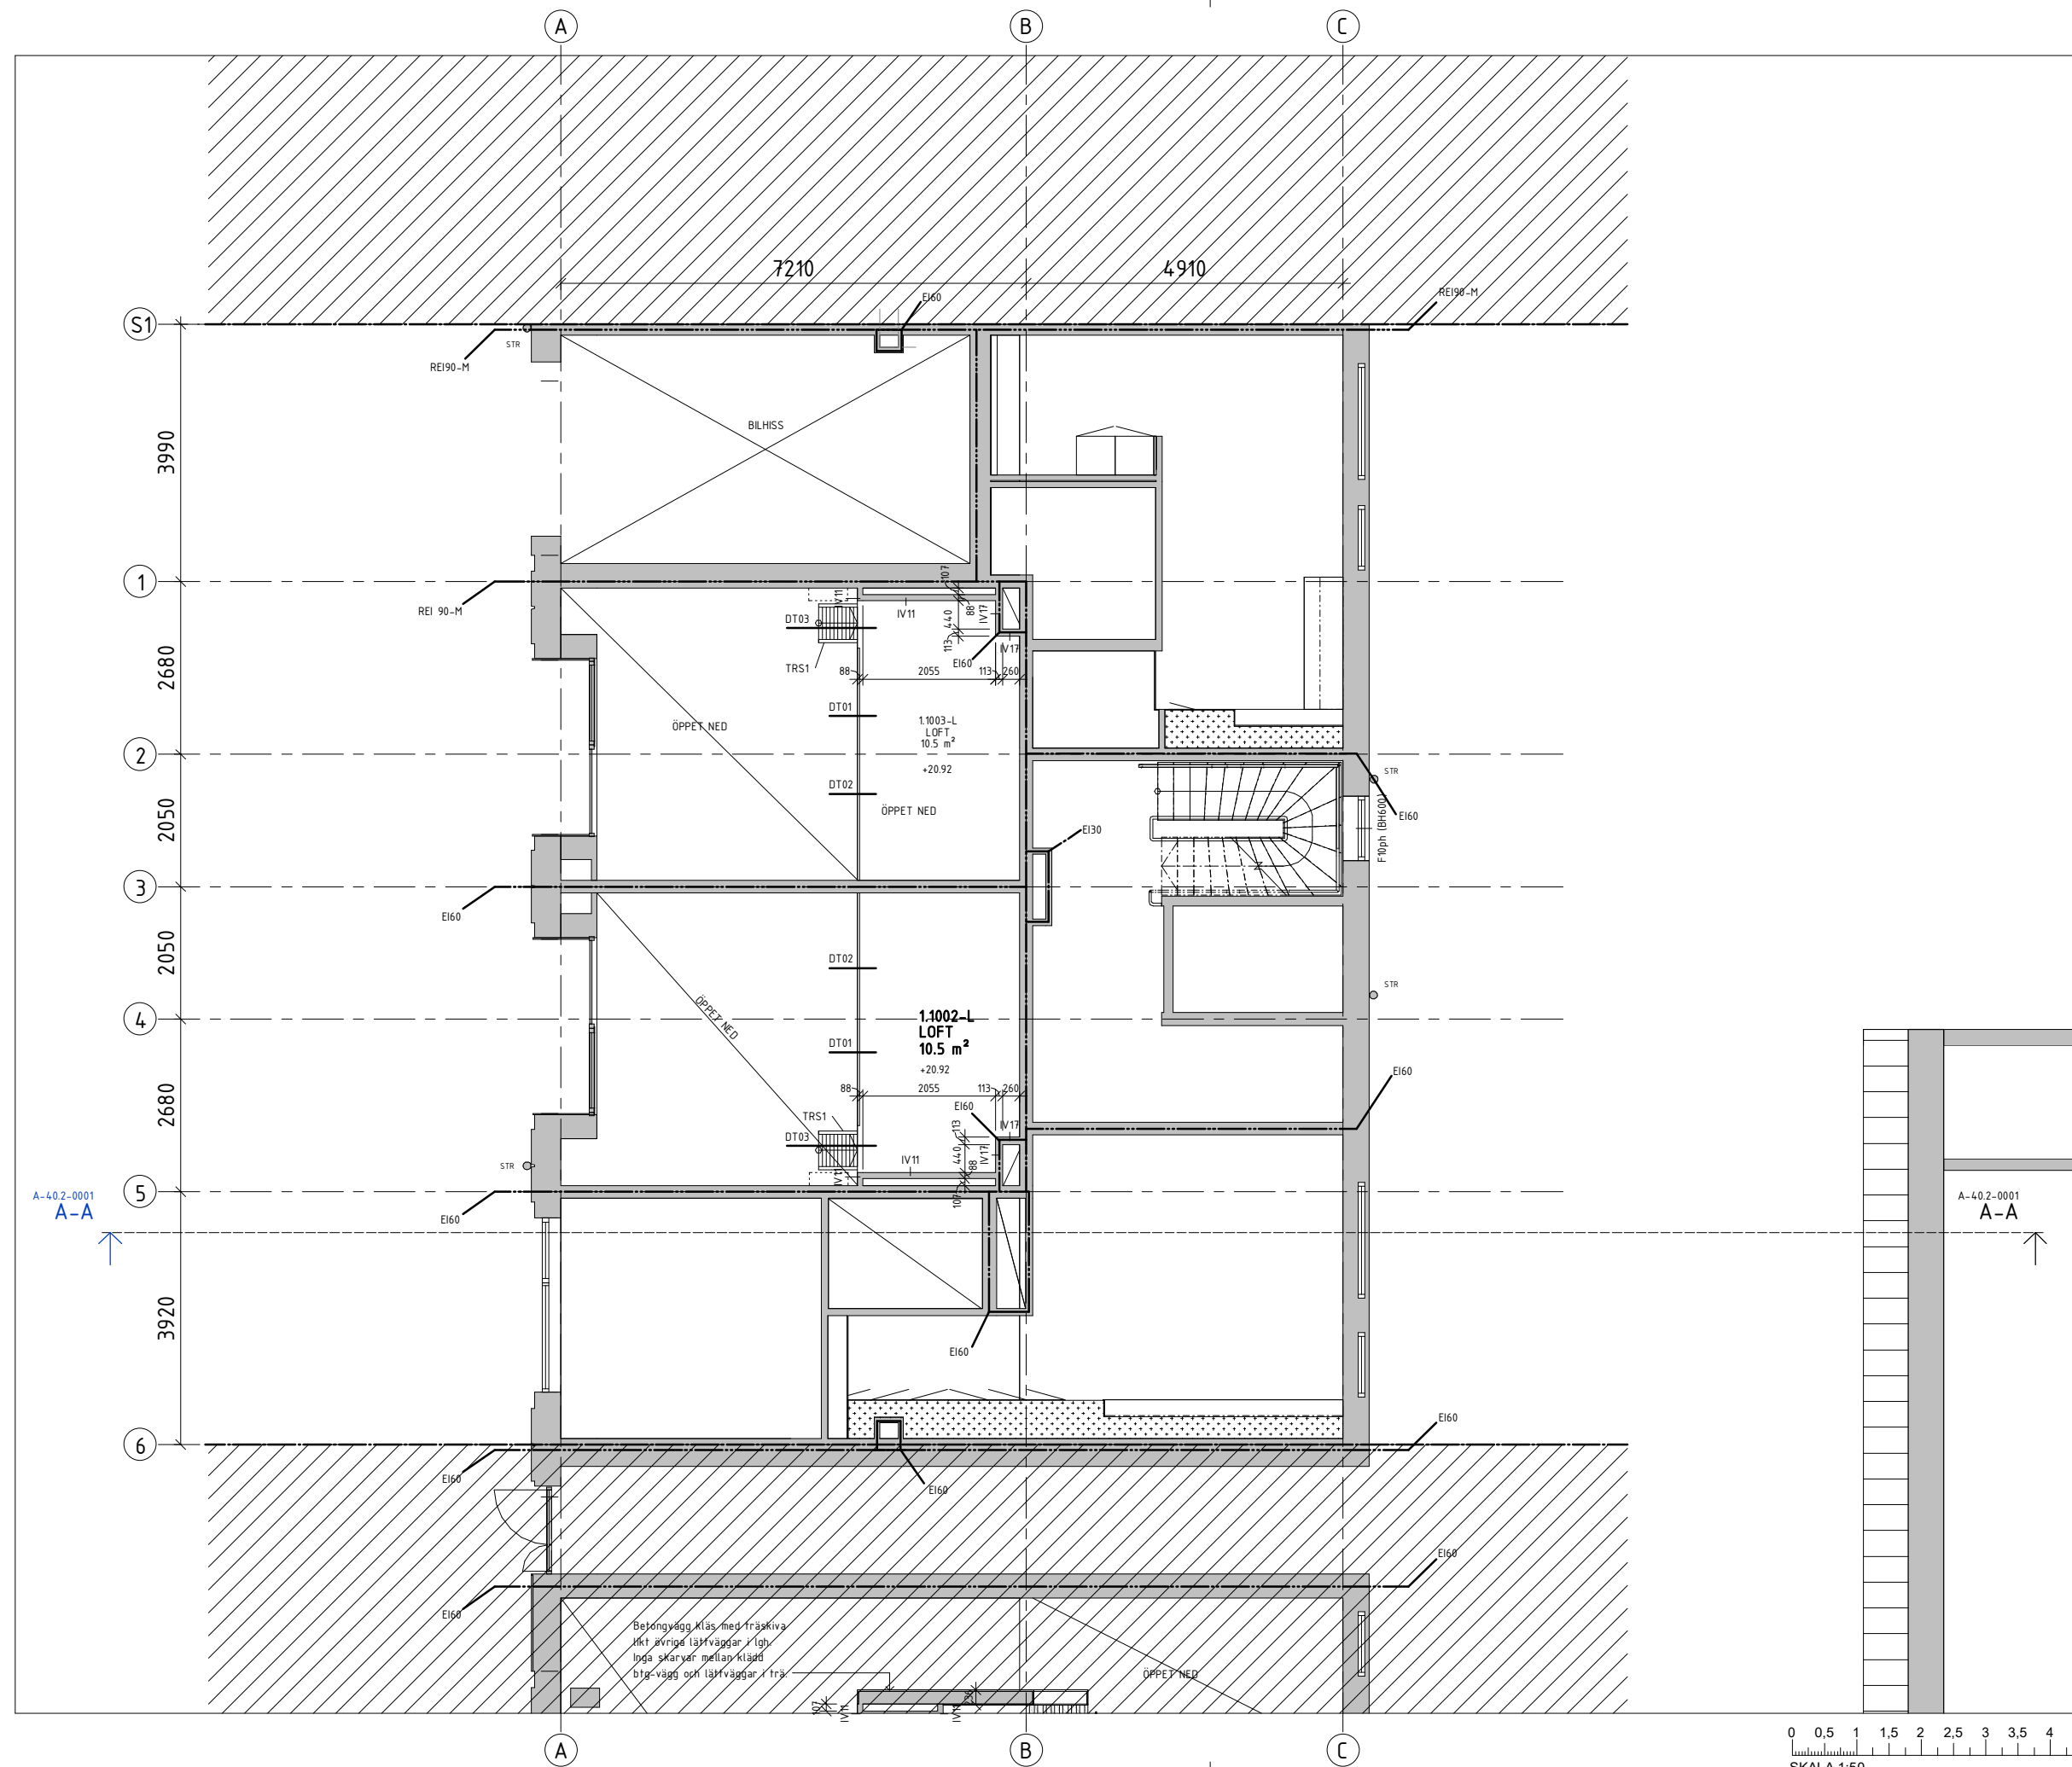 A
B
C
7210
4910
S1
EI60
REI90-M
STR
REI90-M
3990
BILHISS
1
REI 90-M
107
IV11
IV11
88
IV17
440
113
DT03
TRS1
EI60
IV17
88
2055
113
260
2680
DT01
1.1003-L
LOFT
10.5 m²
+20.92
ÖPPET NED
2
STR
DT02
ÖPPET NED
2050
EI30
F10ph (BH600)
EI60
3
EI60
2050
DT02
STR
ÖPPET NED
1.1002-L
LOFT
10.5 m²
+20.92
4
DT01
EI60
2680
88
2055
113
260
EI60
TRS1
113
IV17
DT03
440
IV17
IV11
88
IV11
107
STR
5
EI60
A-40.2-0001
A-A
A-40.2-0001
A-A
3920
EI60
6
EI60
EI60
EI60
EI60
EI60
Betongvägg kläs med träskiva
likt övriga lättväggar i lgh.
Inga skarvar mellan klädd
btg-vägg och lättväggar i trä.
ÖPPET NED
107
IV11
IV11
A
B
C
0 0,5 1 1,5 2 2,5 3 3,5 4
SKALA 1:50